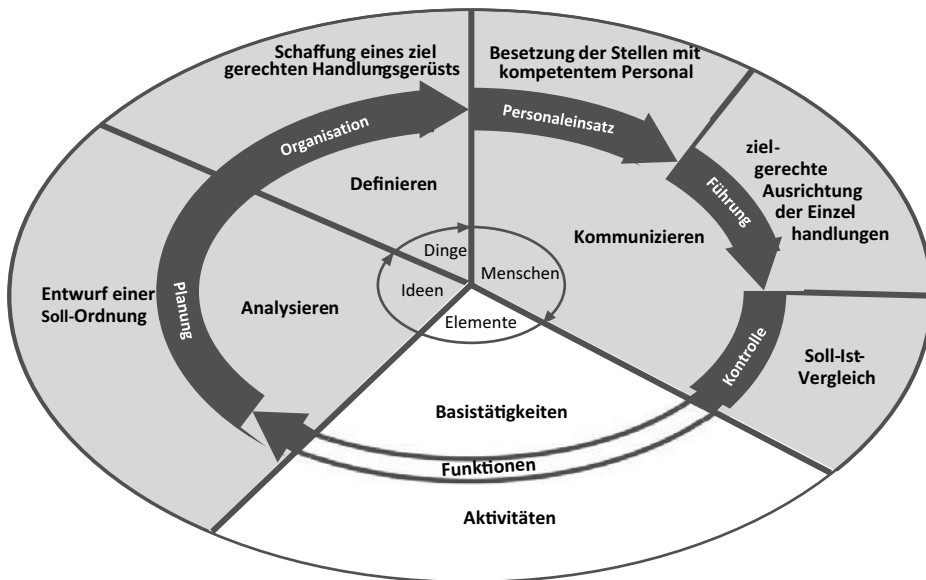 Schaffung eines ziel
gerechten Handlungsgerüsts
Besetzung der Stellen mit
kompetentem Personal
Organisation
Personaleinsatz
ziel-
gerechte
Ausrichtung
der Einzel-
handlungen
Führung
Definieren
Kommunizieren
Dinge
Menschen
Ideen
Elemente
Entwurf einer
Soll-Ordnung
Planung
Analysieren
Kontrolle
Soll-Ist-
Vergleich
Basistätigkeiten
Funktionen
Aktivitäten